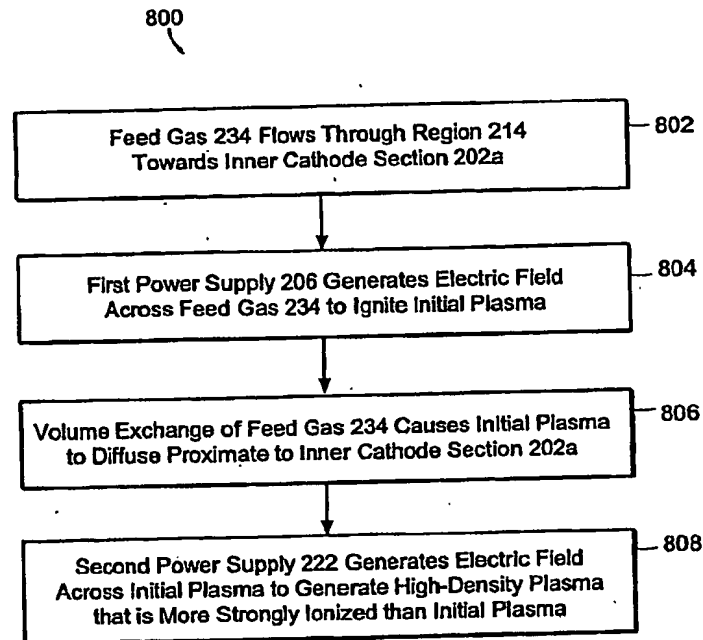 800
Feed Gas 234 Flows Through Region 214
Towards Inner Cathode Section 202a
802
First Power Supply 206 Generates Electric Field
Across Feed Gas 234 to Ignite Initial Plasma
804
Volume Exchange of Feed Gas 234 Causes Initial Plasma
to Diffuse Proximate to Inner Cathode Section 202a
806
Second Power Supply 222 Generates Electric Field
Across Initial Plasma to Generate High-Density Plasma
that is More Strongly Ionized than Initial Plasma
808